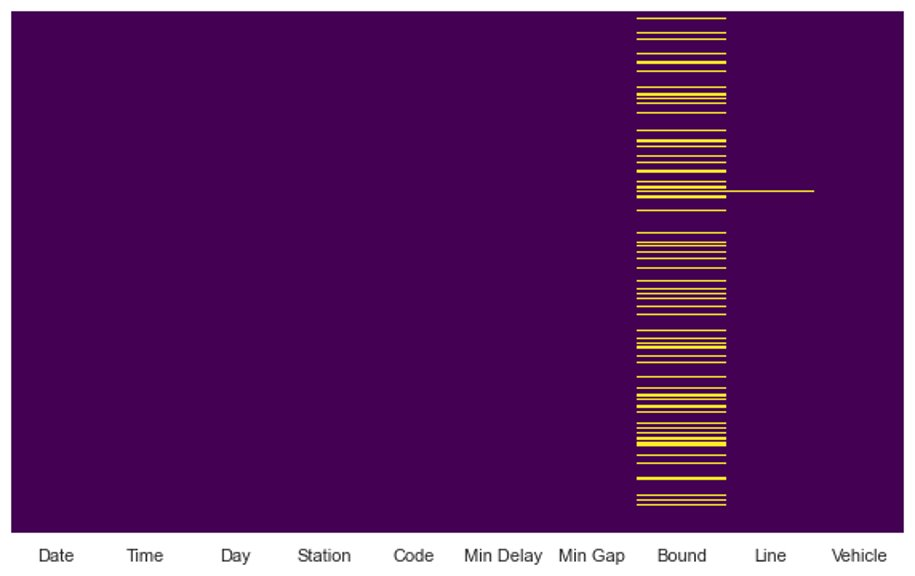 Date Time Day Station Code Min Delay Min Gap Bound Line Vehicle